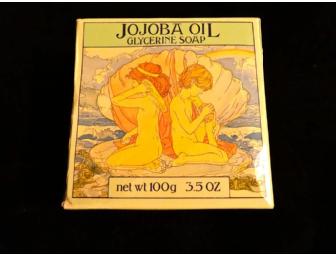 JOJOBA OIL
GLYCERINE SOAP
net wt 100g 3.5 OZ